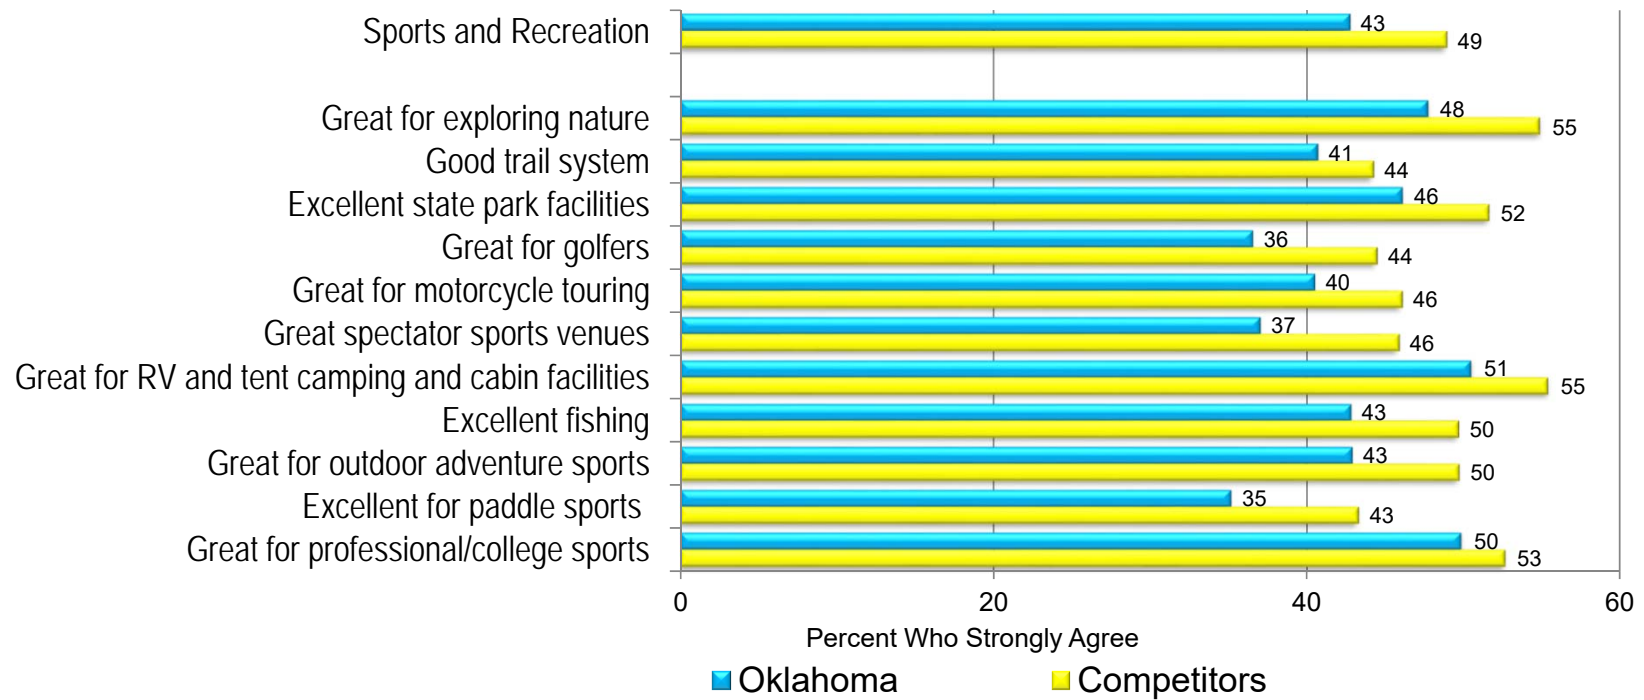 Sports and Recreation 43
49
Great for exploring nature 48
55
Good trail system 41
44
Excellent state park facilities 46
52
Great for golfers 36
44
Great for motorcycle touring 40
46
Great spectator sports venues 37
46
Great for RV and tent camping and cabin facilities 51
55
Excellent fishing 43
50
Great for outdoor adventure sports 43
50
Excellent for paddle sports 35
43
Great for professional/college sports 50
53
0 20 40 60
Percent Who Strongly Agree
Oklahoma Competitors